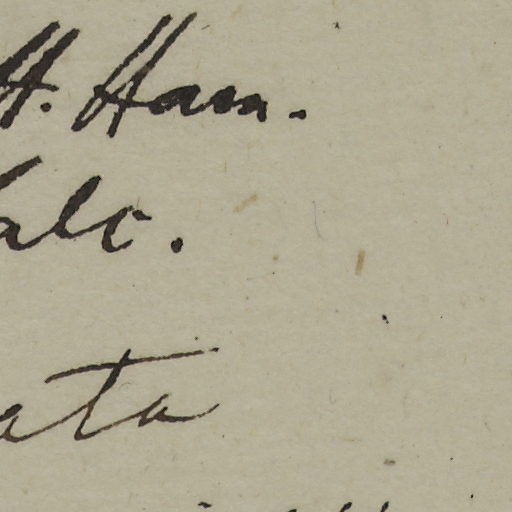 H. Ham.
alc.
ata